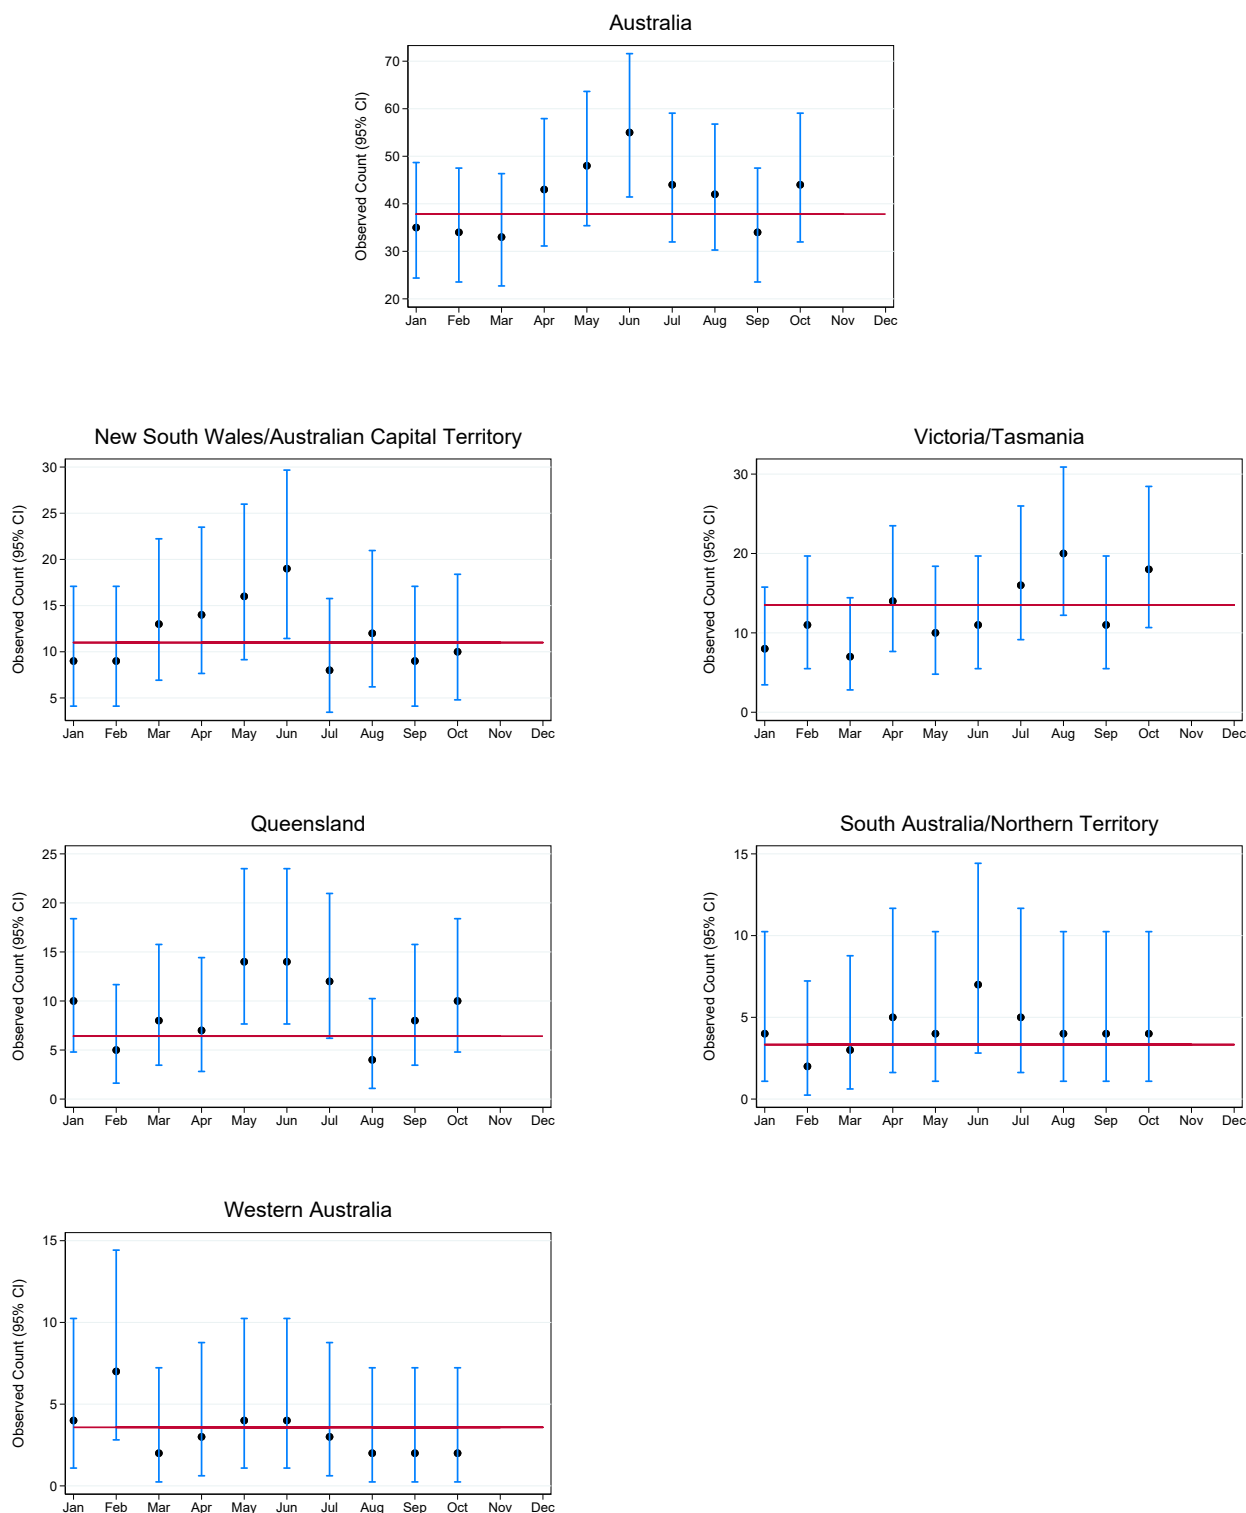 Australia
Observed Count (95% CI)
70
60
50
40
30
20
Jan Feb Mar Apr May Jun Jul Aug Sep Oct Nov Dec
New South Wales/Australian Capital Territory
Observed Count (95% CI)
30
25
20
15
10
5
Jan Feb Mar Apr May Jun Jul Aug Sep Oct Nov Dec
Victoria/Tasmania
Observed Count (95% CI)
30
20
10
0
Jan Feb Mar Apr May Jun Jul Aug Sep Oct Nov Dec
Queensland
Observed Count (95% CI)
25
20
15
10
5
0
Jan Feb Mar Apr May Jun Jul Aug Sep Oct Nov Dec
South Australia/Northern Territory
Observed Count (95% CI)
15
10
5
0
Jan Feb Mar Apr May Jun Jul Aug Sep Oct Nov Dec
Western Australia
Observed Count (95% CI)
15
10
5
0
Jan Feb Mar Apr May Jun Jul Aug Sep Oct Nov Dec